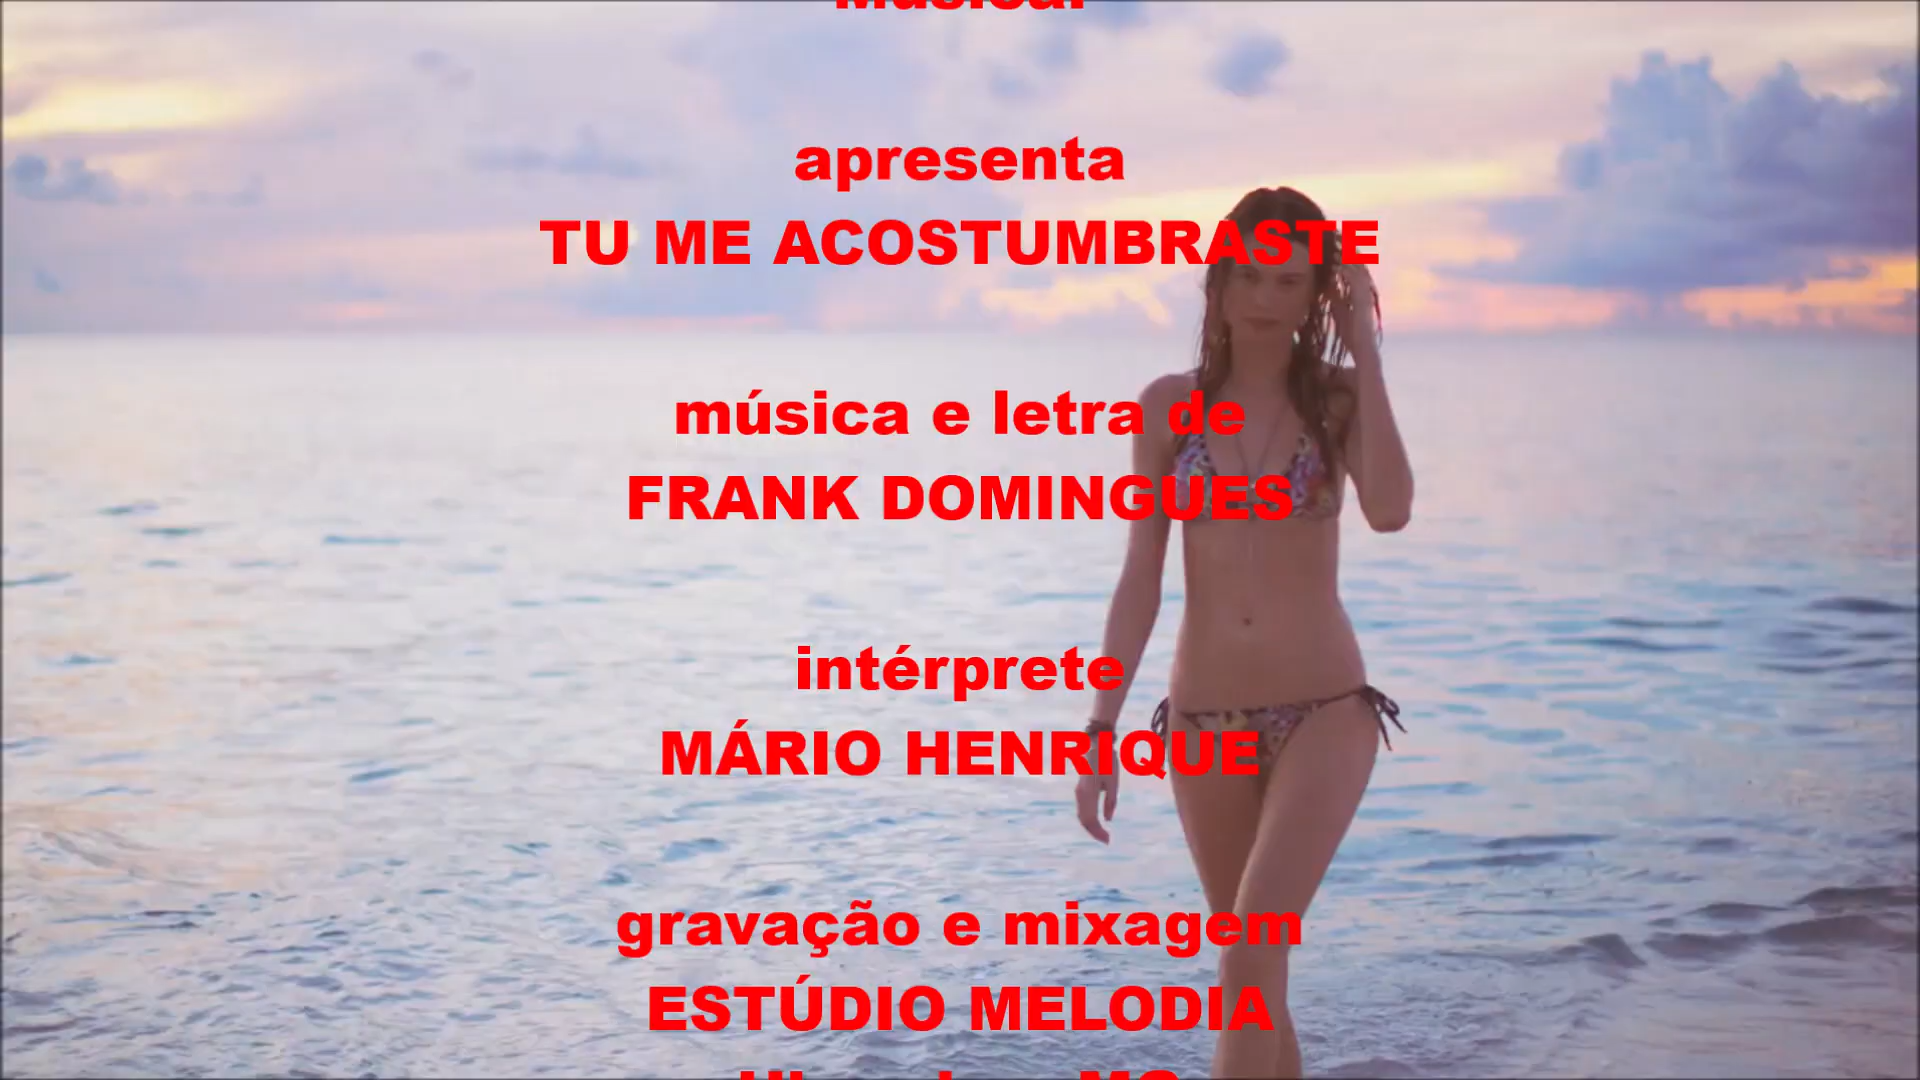 apresenta
TU ME ACOSTUMBRASTE
música e letra de
FRANK DOMINGUES
intérprete
MÁRIO HENRIQUE
gravação e mixagem
ESTÚDIO MELODIA